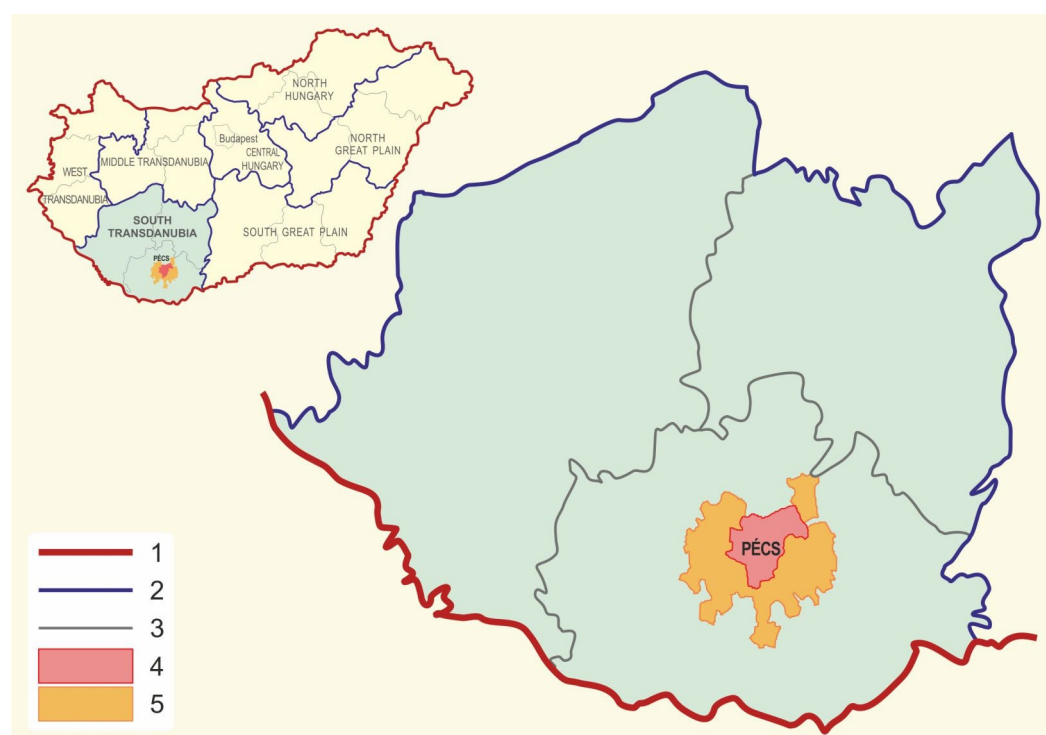 NORTH
HUNGARY
Budapest
CENTRAL
HUNGARY
NORTH
GREAT PLAIN
MIDDLE TRANSDANUBIA
WEST
TRANSDANUBIA
SOUTH
TRANSDANUBIA
SOUTH GREAT PLAIN
PÉCS
PÉCS
1
2
3
4
5